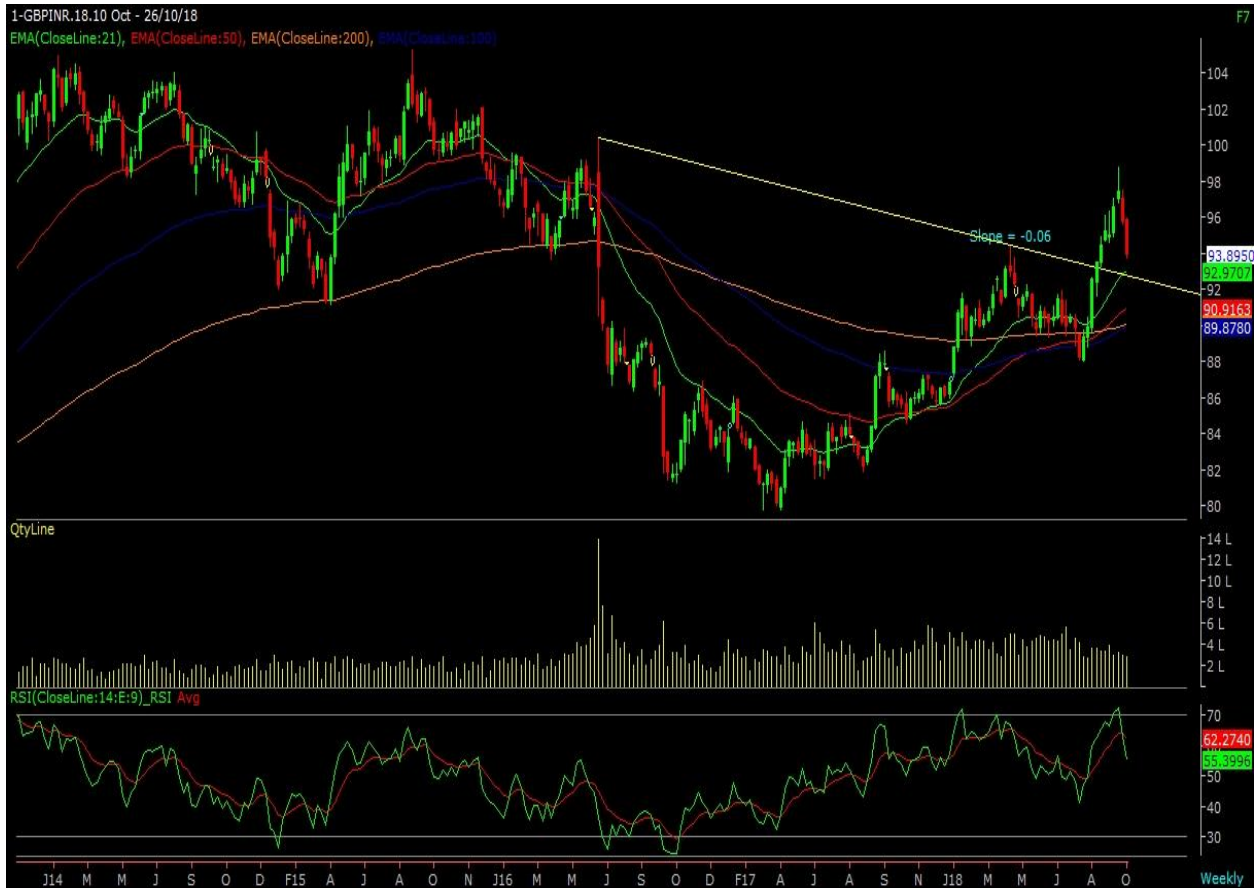 1-GBPINR.18.10 Oct - 26/10/18
F7
EMA(CloseLine:21), EMA(CloseLine:50), EMA(CloseLine:200), EMA(CloseLine:100)
104
102
100
98
96
Slope = -0.06
93.8950
92.9707
92
90.9163
89.8780
88
86
84
82
80
QtyLine
14 L
12 L
10 L
8 L
6 L
4 L
2 L
RSI(CloseLine:14:E:9)_RSI Avg
70
62.2740
55.3996
50
40
30
J14 M M J S O D F15 A J A O N J16 M M J S O D F17 A J A S N J18 M M J A O
Weekly